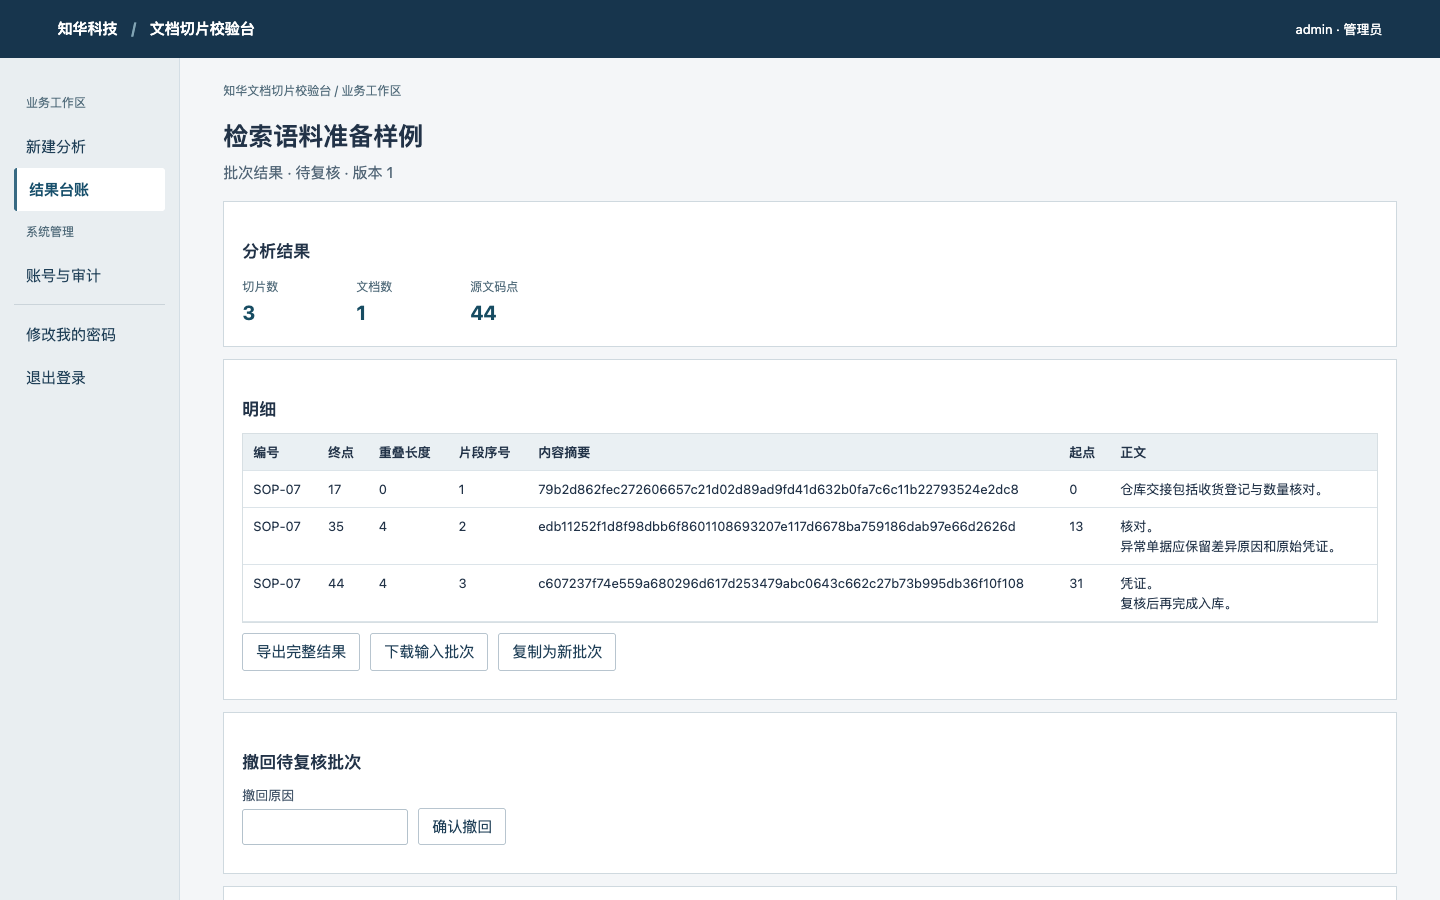 知华科技 / 文档切片校验台
admin · 管理员
业务工作区
新建分析
结果台账
系统管理
账号与审计
修改我的密码
退出登录
知华文档切片校验台 / 业务工作区
检索语料准备样例
批次结果 · 待复核 · 版本 1
分析结果
切片数 文档数 源文码点
3 1 44
明细
编号 终点 重叠长度 片段序号 内容摘要 起点 正文
SOP-07 17 0 1 79b2d862fec272606657c21d02d89ad9fd41d632b0fa7c6c11b22793524e2dc8 0 仓库交接包括收货登记与数量核对。
SOP-07 35 4 2 edb11252f1d8f98dbb6f8601108693207e117d6678ba759186dab97e66d2626d 13 核对。
异常单据应保留差异原因和原始凭证。
SOP-07 44 4 3 c607237f74e559a680296d617d253479abc0643c662c27b73b995db36f10f108 31 凭证。
复核后再完成入库。
导出完整结果 下载输入批次 复制为新批次
撤回待复核批次
撤回原因
确认撤回